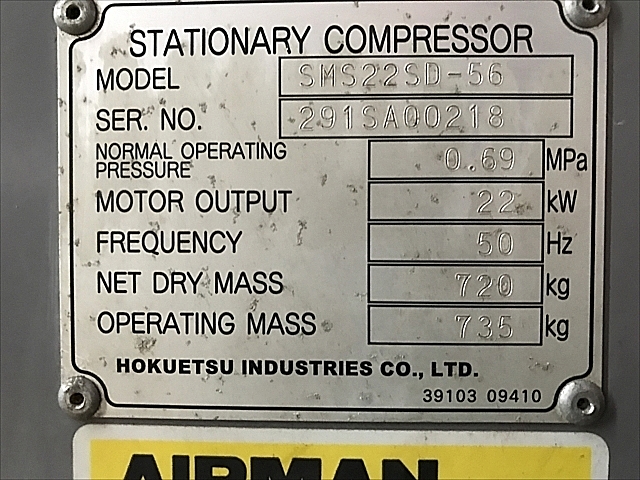 STATIONARY COMPRESSOR
MODEL SMS22SD-56
SER. NO. 291SA00218
NORMAL OPERATING
PRESSURE 0.69 MPa
MOTOR OUTPUT 22 kW
FREQUENCY 50 Hz
NET DRY MASS 720 kg
OPERATING MASS 735 kg
HOKUETSU INDUSTRIES CO., LTD.
39103 09410
AIRMAN